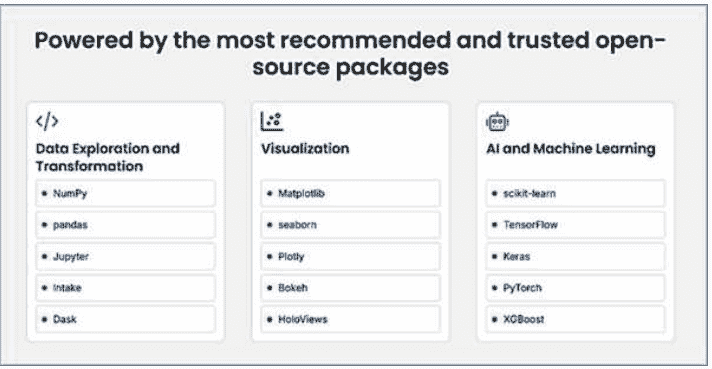 Powered by the most recommended and trusted open-
source packages
</>
Data Exploration and
Transformation
• NumPy
• pandas
• Jupyter
• Intake
• Dask
Visualization
• Matplotlib
• seaborn
• Plotly
• Bokeh
• HoloViews
AI and Machine Learning
• scikit-learn
• TensorFlow
• Keras
• PyTorch
• XGBoost